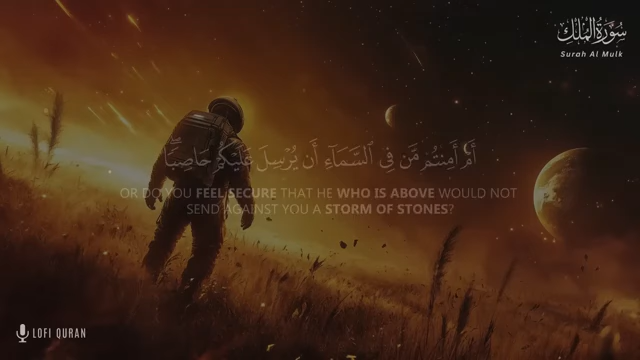 سُورَةُ الْمُلْكِ
Surah Al Mulk
أَمْ أَمِنتُم مَّن فِي ٱلسَّمَآءِ أَن يُرْسِلَ عَلَيْكُمْ حَاصِبًا
OR DO YOU FEEL SECURE THAT HE WHO IS ABOVE WOULD NOT
SEND AGAINST YOU A STORM OF STONES?
LOFI QURAN